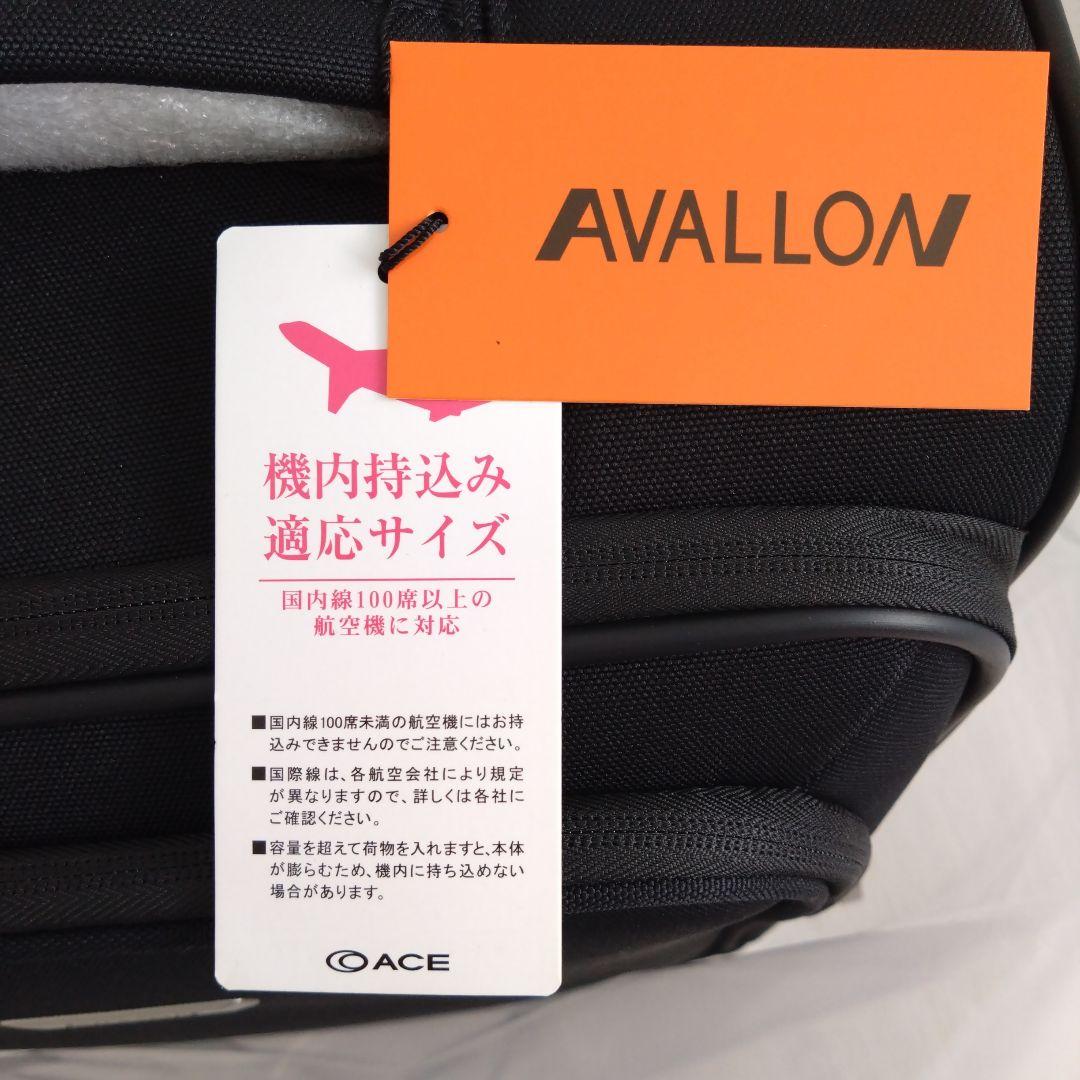 AVALLON
機内持込み
適応サイズ
国内線100席以上の
航空機に対応
■国内線100席未満の航空機にはお持
込みできませんのでご注意ください。
■国際線は、各航空会社により規定
が異なりますので、詳しくは各社に
ご確認ください。
■容量を超えて荷物を入れますと、本体
が膨らむため、機内に持ち込めない
場合があります。
ACE